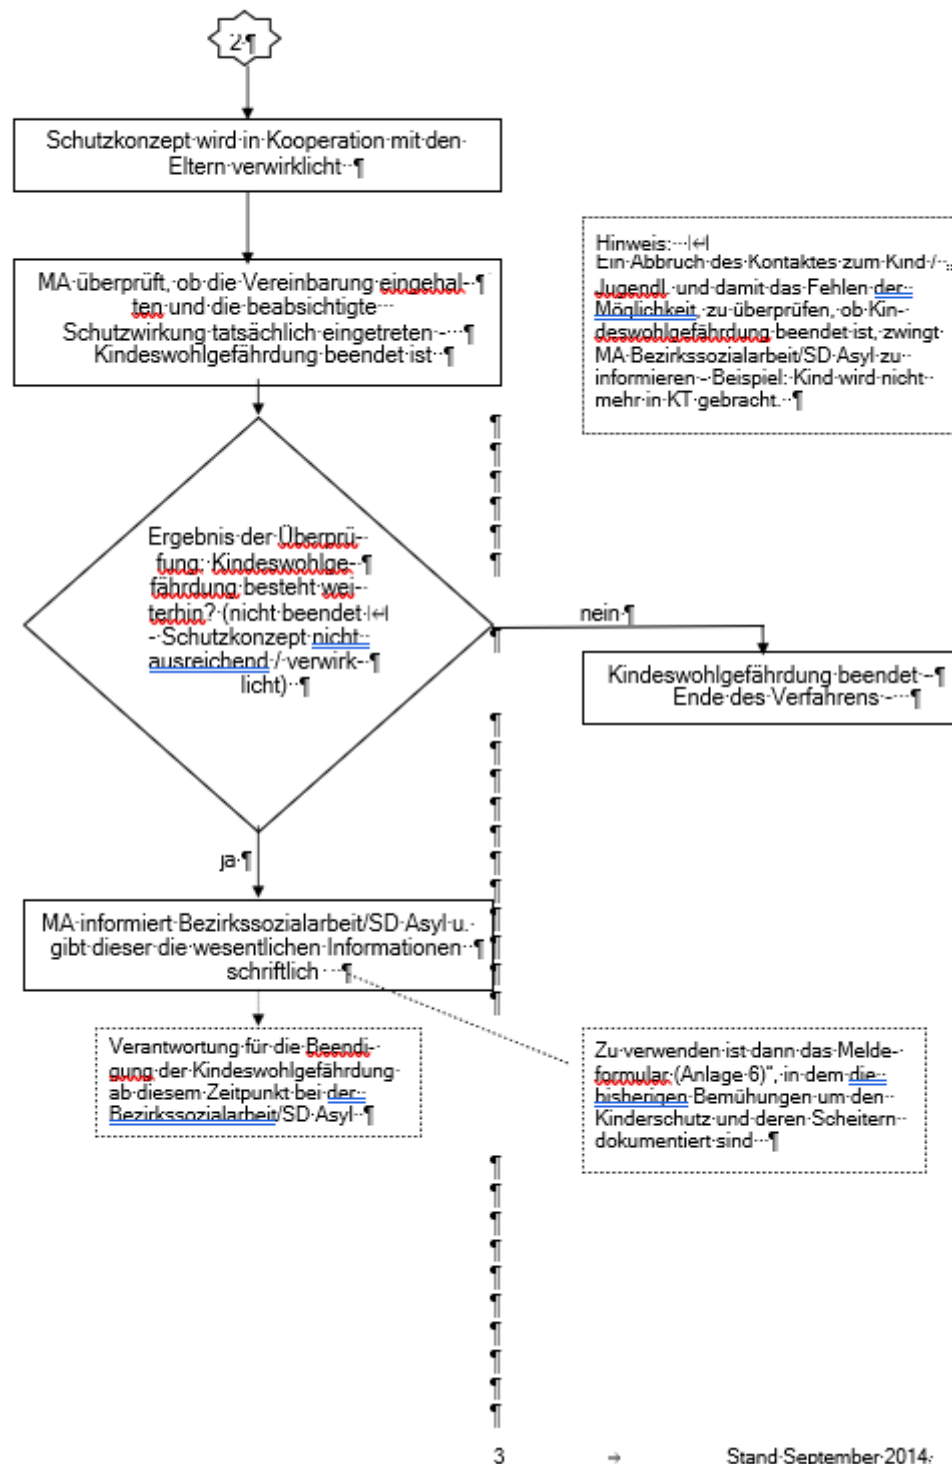 2
Schutzkonzept wird in Kooperation mit den
Eltern verwirklicht
MA überprüft, ob die Vereinbarung eingehal-
ten und die beabsichtigte
Schutzwirkung tatsächlich eingetreten -
Kindeswohlgefährdung beendet ist
Hinweis:
Ein Abbruch des Kontaktes zum Kind /
Jugendl. und damit das Fehlen der
Möglichkeit, zu überprüfen, ob Kin-
deswohlgefährdung beendet ist, zwingt
MA Bezirkssozialarbeit/SD Asyl zu
informieren - Beispiel: Kind wird nicht
mehr in KT gebracht.
Ergebnis der Überprü-
fung: Kindeswohlge-
fährdung besteht wei-
terhin? (nicht beendet
- Schutzkonzept nicht
ausreichend / verwirk-
licht)
nein
Kindeswohlgefährdung beendet -
Ende des Verfahrens -
ja
MA informiert Bezirkssozialarbeit/SD Asyl u.
gibt dieser die wesentlichen Informationen
schriftlich
Verantwortung für die Beendi-
gung der Kindeswohlgefährdung
ab diesem Zeitpunkt bei der
Bezirkssozialarbeit/SD Asyl
Zu verwenden ist dann das Melde-
formular (Anlage 6)", in dem die
bisherigen Bemühungen um den
Kinderschutz und deren Scheitern
dokumentiert sind
3 Stand September 2014